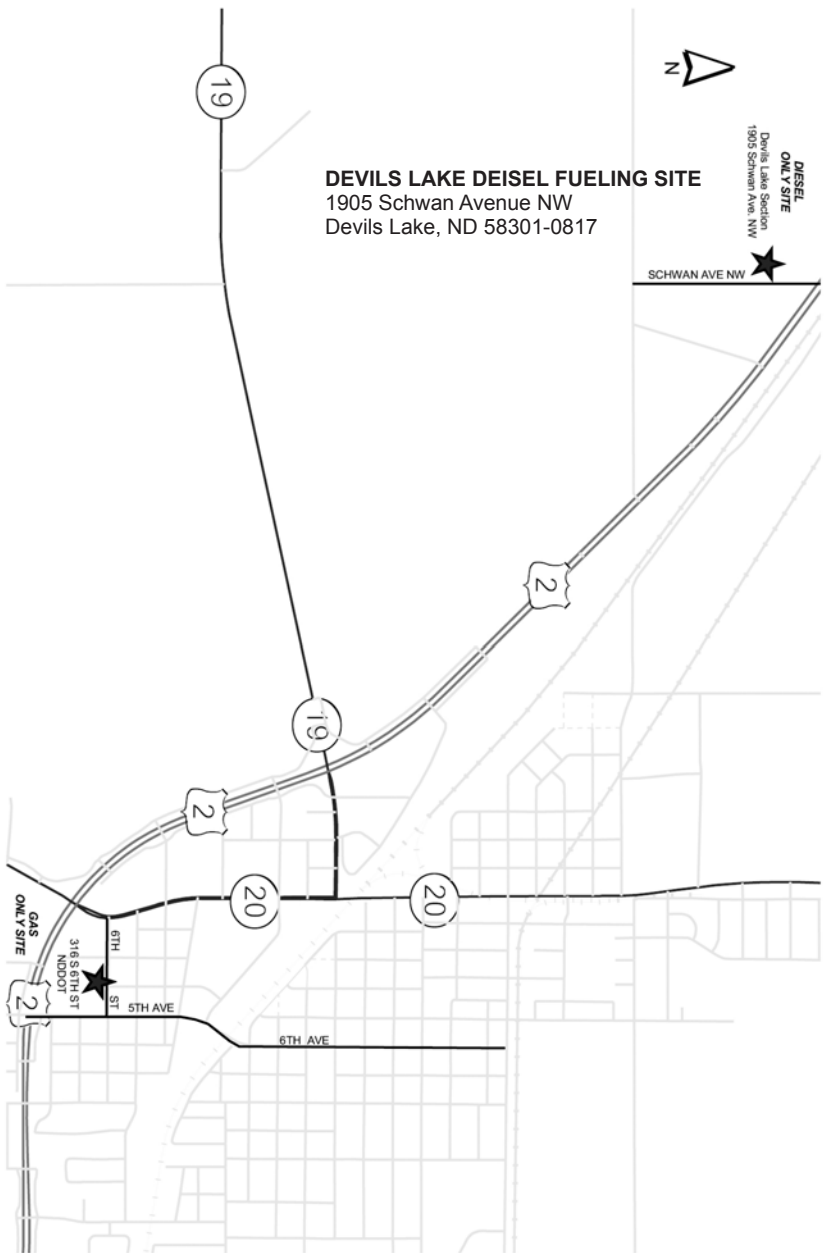 N
DIESEL
ONLY SITE
Devils Lake Section
1905 Schwan Ave. NW
19
DEVILS LAKE DEISEL FUELING SITE
1905 Schwan Avenue NW
Devils Lake, ND 58301-0817
SCHWAN AVE NW
2
19
2
20
20
GAS
ONLY SITE
6TH ST
316 S 6TH ST
NDDOT
2
5TH AVE
6TH AVE